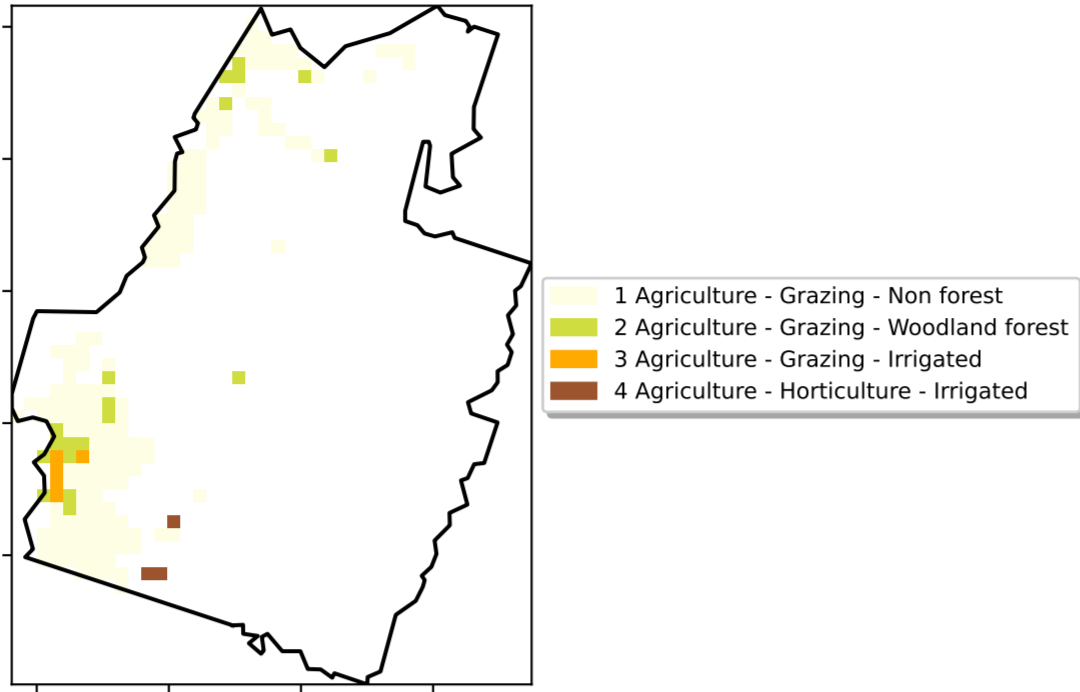 1 Agriculture - Grazing - Non forest
2 Agriculture - Grazing - Woodland forest
3 Agriculture - Grazing - Irrigated
4 Agriculture - Horticulture - Irrigated